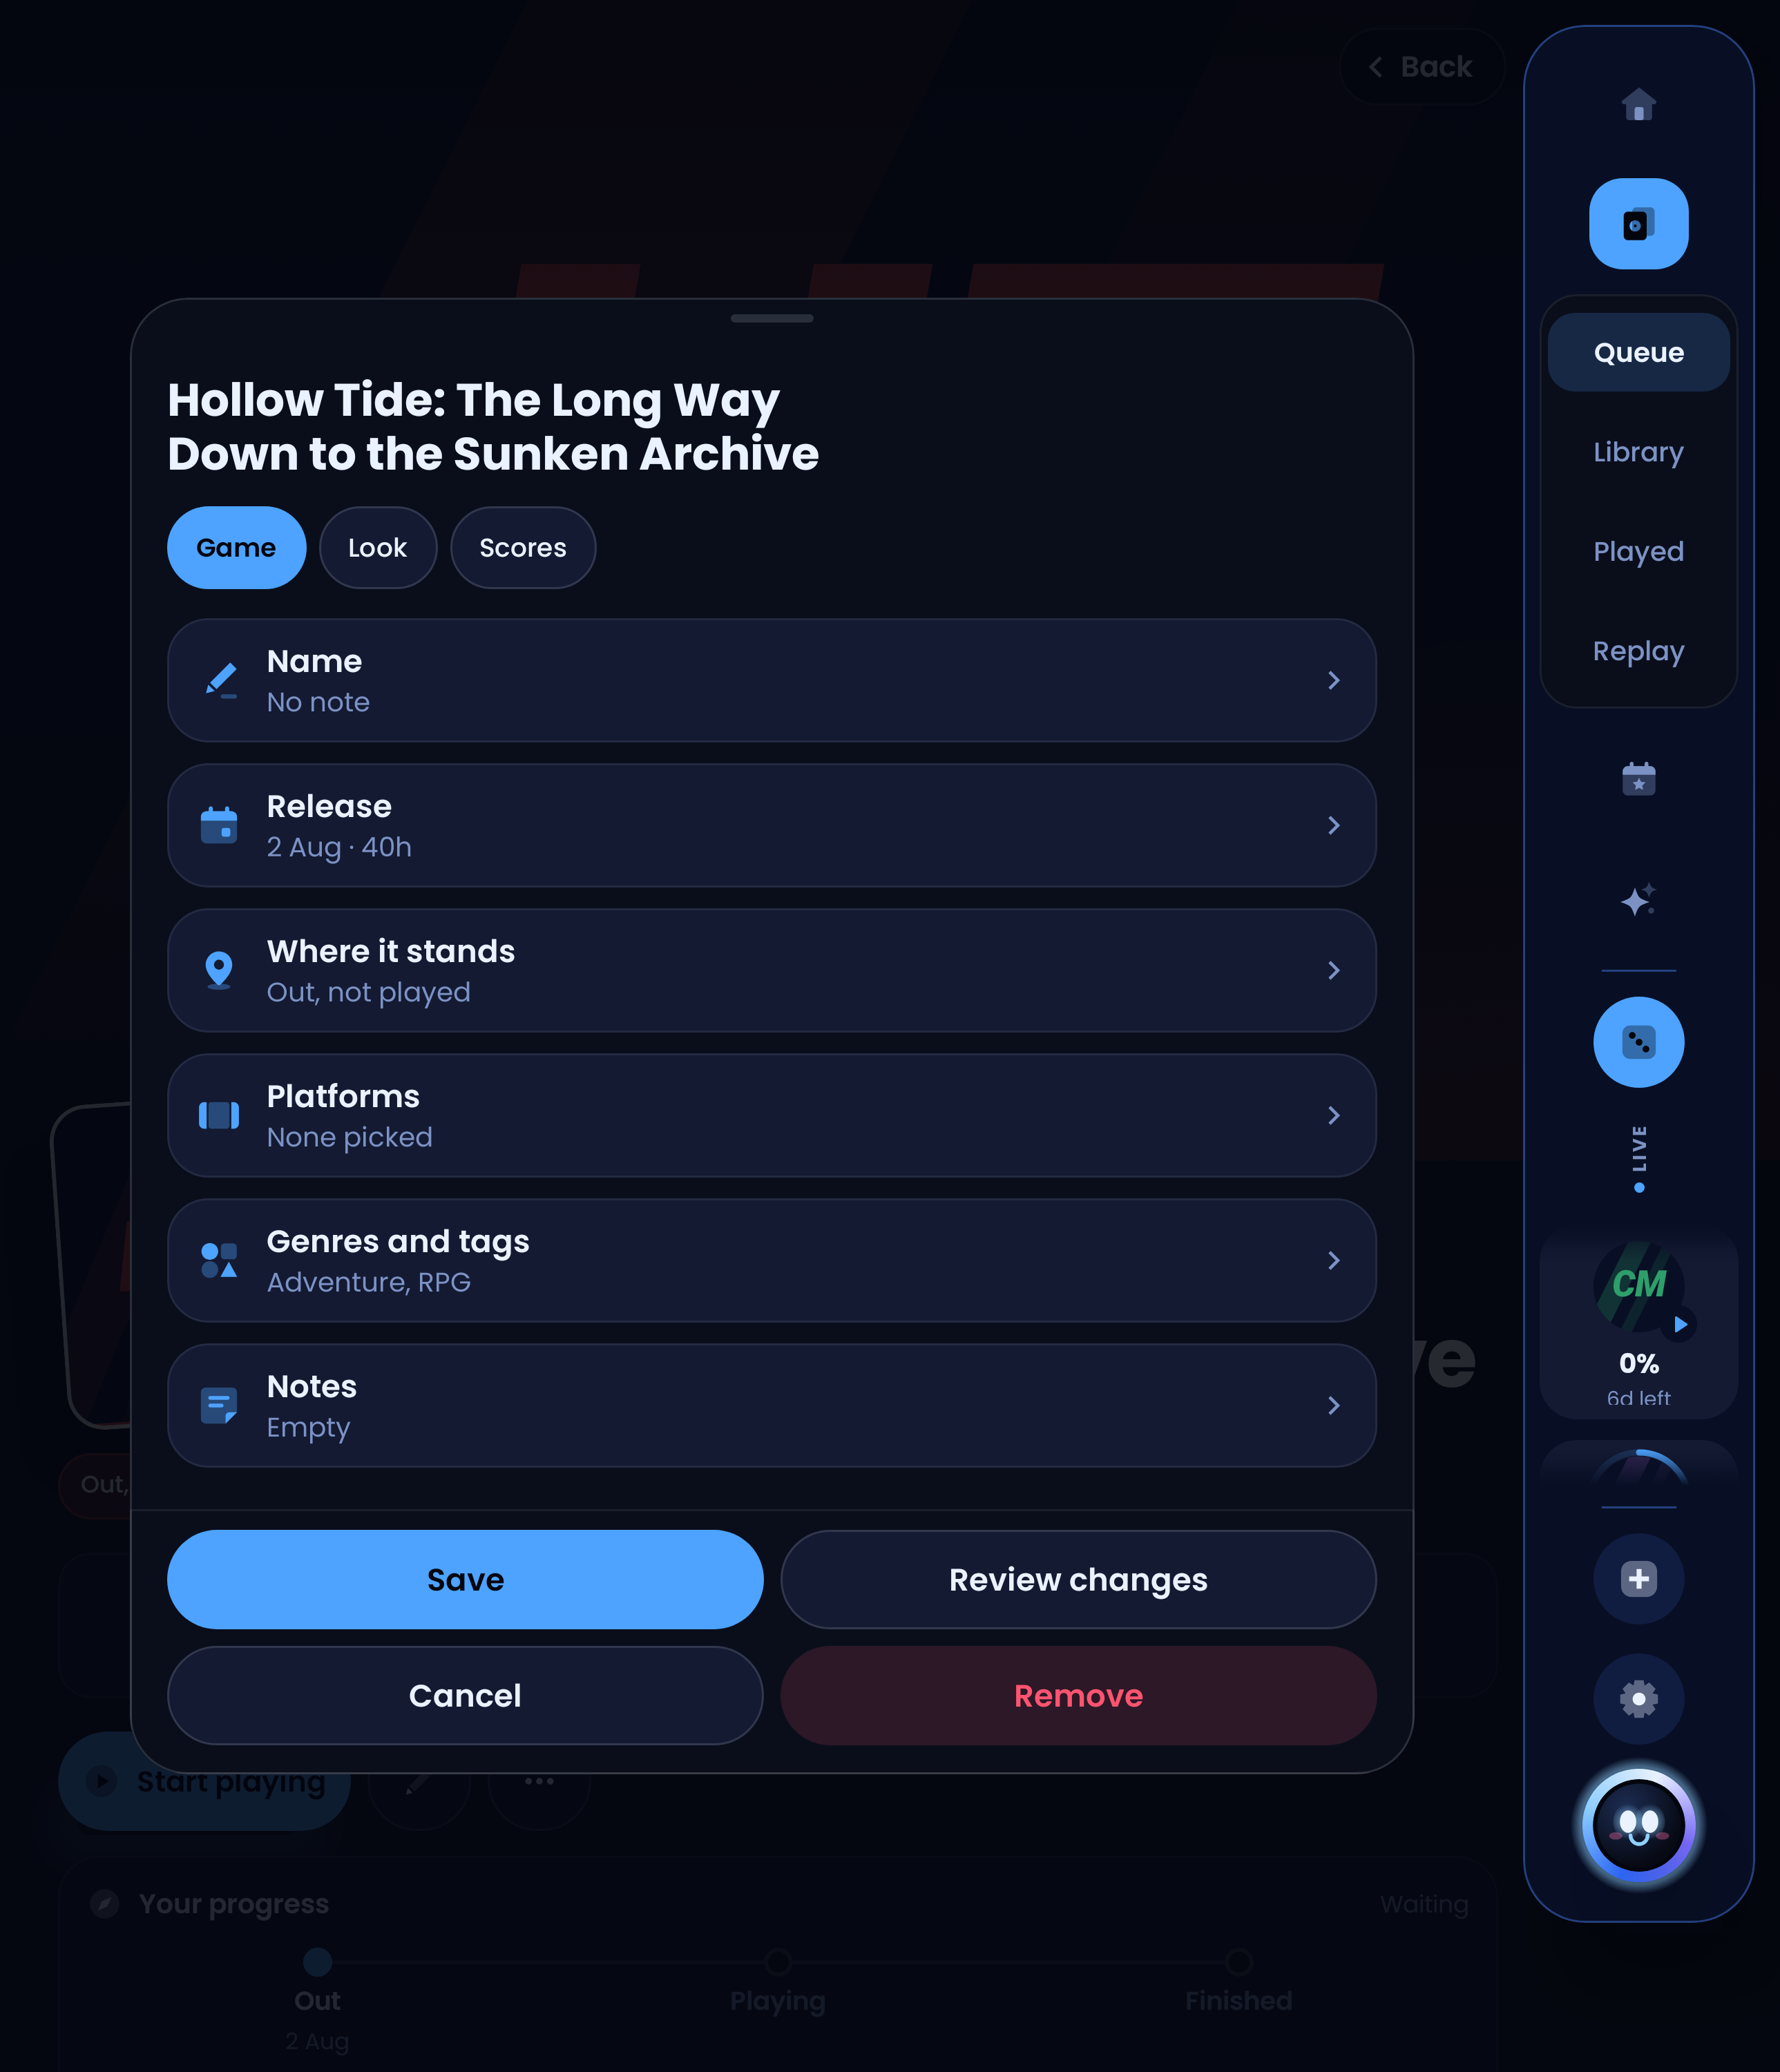 Back
Hollow Tide: The Long Way
Down to the Sunken Archive
Game
Look
Scores
Name
No note
Release
2 Aug · 40h
Where it stands
Out, not played
Platforms
None picked
Genres and tags
Adventure, RPG
Notes
Empty
Save
Review changes
Cancel
Remove
Out,
Start playing
Your progress
Waiting
Out
2 Aug
Playing
Finished
Queue
Library
Played
Replay
LIVE
CM
0%
6d left